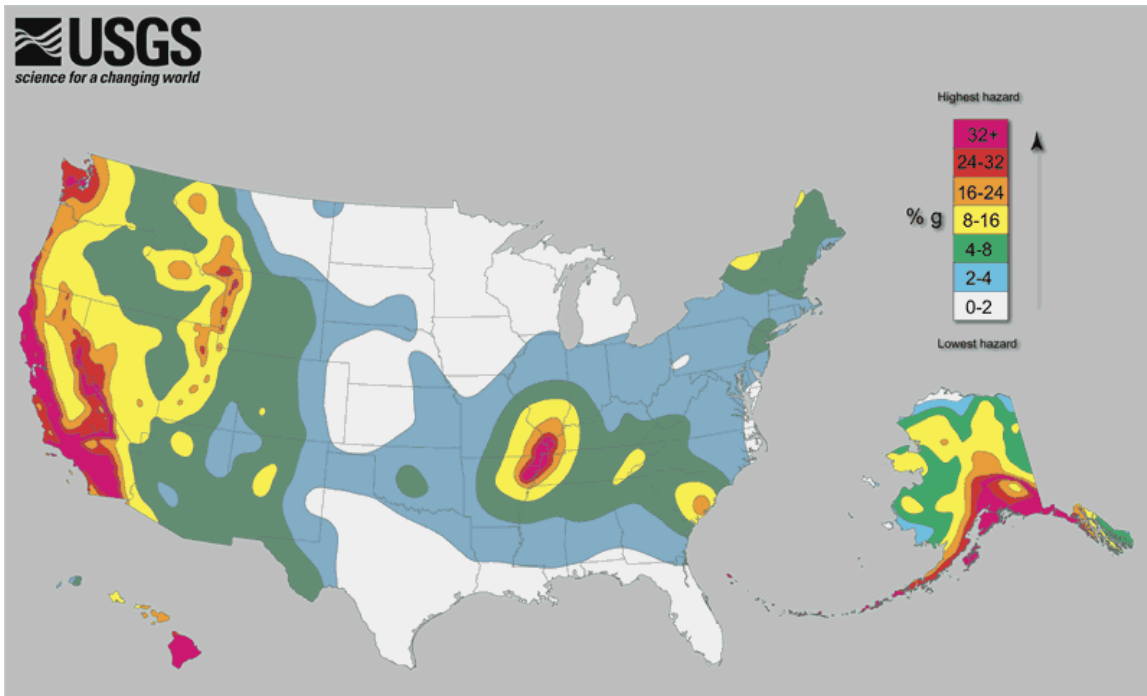 USGS
science for a changing world
Highest hazard
32+
24-32
16-24
% g
8-16
4-8
2-4
0-2
Lowest hazard